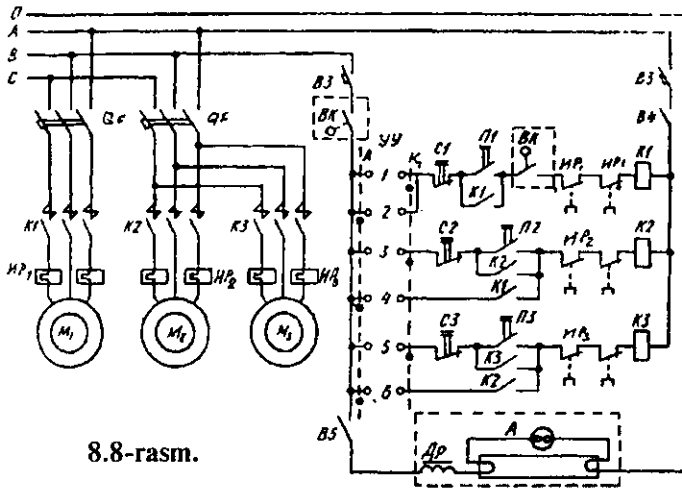 О
А
В
С
QF
QF
В3
ВК
УУ
А
К1
1
2
3
4
5
6
С1
П1
К1
ВК
ИР1
ИР1
К1
В3
В4
С2
П2
К2
К1
ИР2
К2
С3
П3
К3
К2
ИР3
К3
К1
К2
К3
ИР1
ИР2
ИР3
М1
М2
М3
В5
Др
А
8.8-rasm.